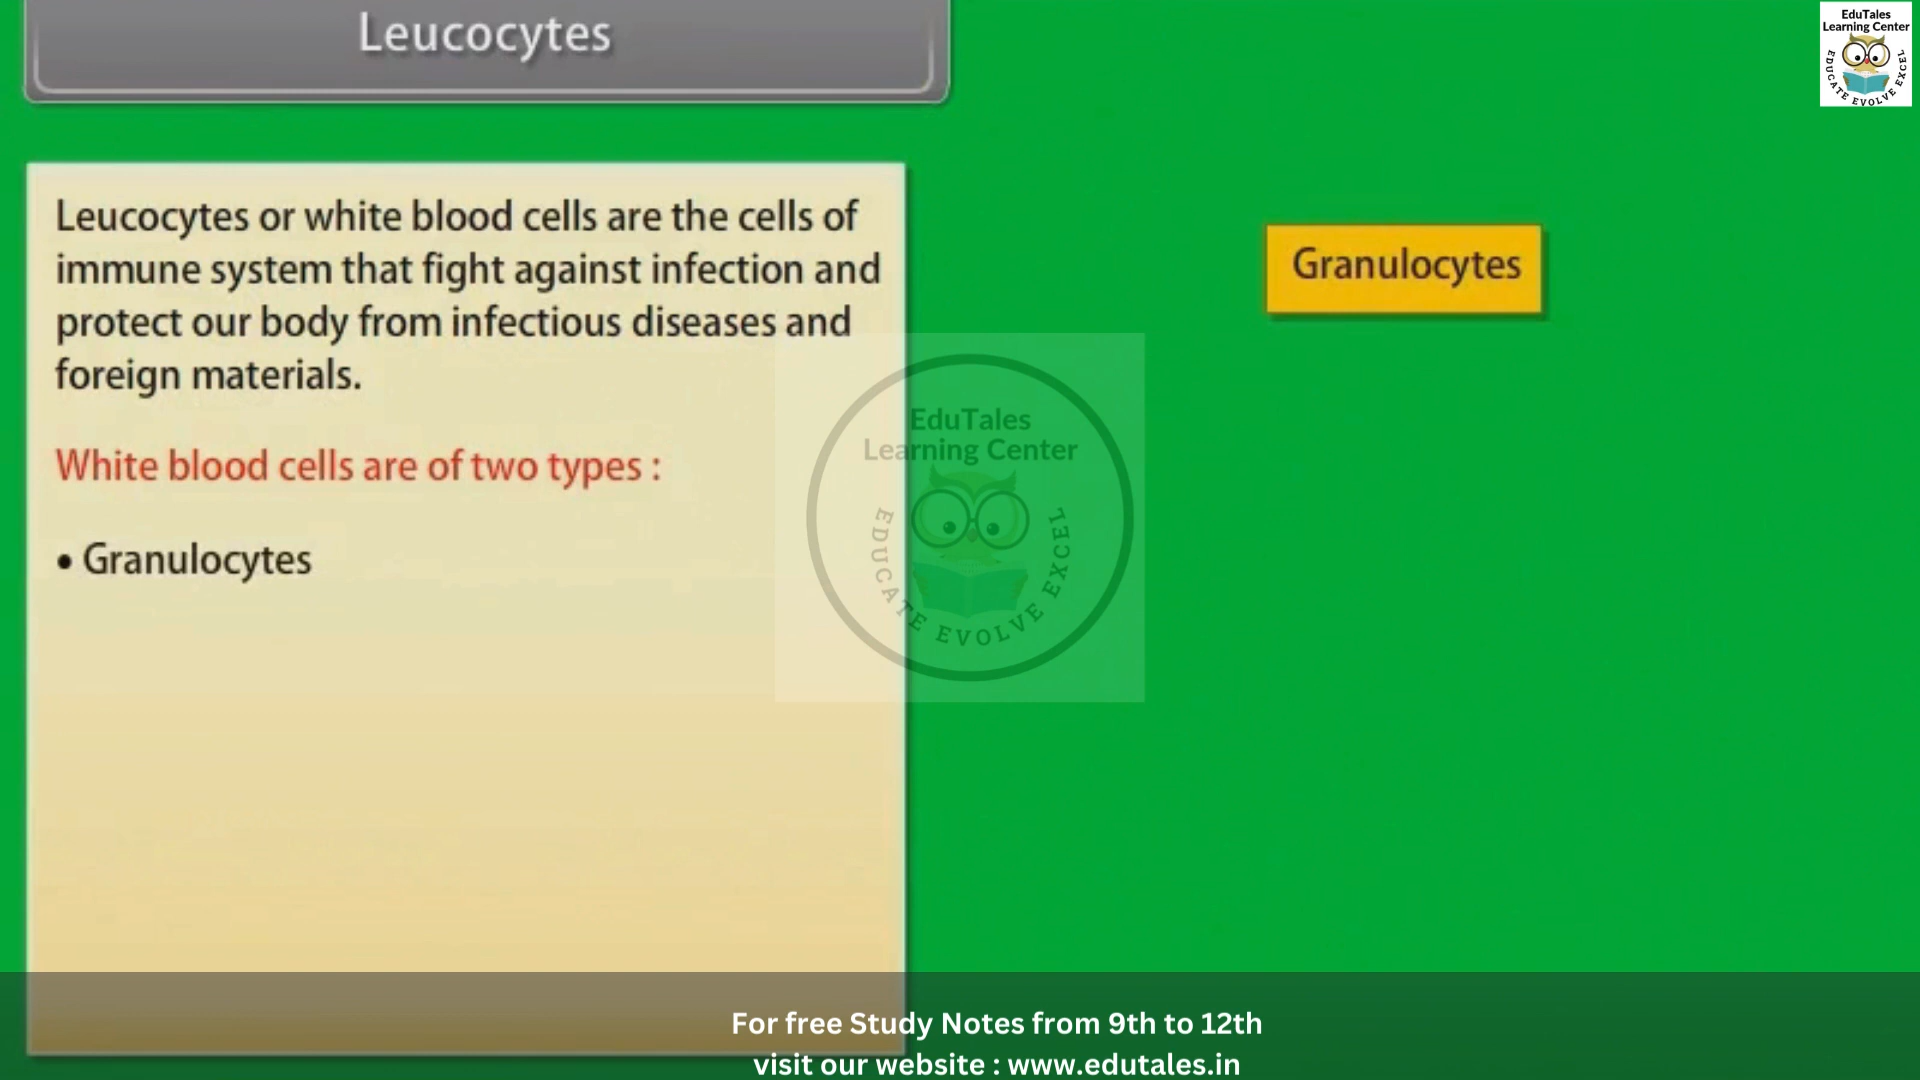 Leucocytes
EduTales
Learning Center
EDUCATE EVOLVE EXCEL
Leucocytes or white blood cells are the cells of
immune system that fight against infection and
protect our body from infectious diseases and
foreign materials.
White blood cells are of two types :
• Granulocytes
Granulocytes
EduTales
Learning Center
EDUCATE EVOLVE EXCEL
For free Study Notes from 9th to 12th
visit our website : www.edutales.in